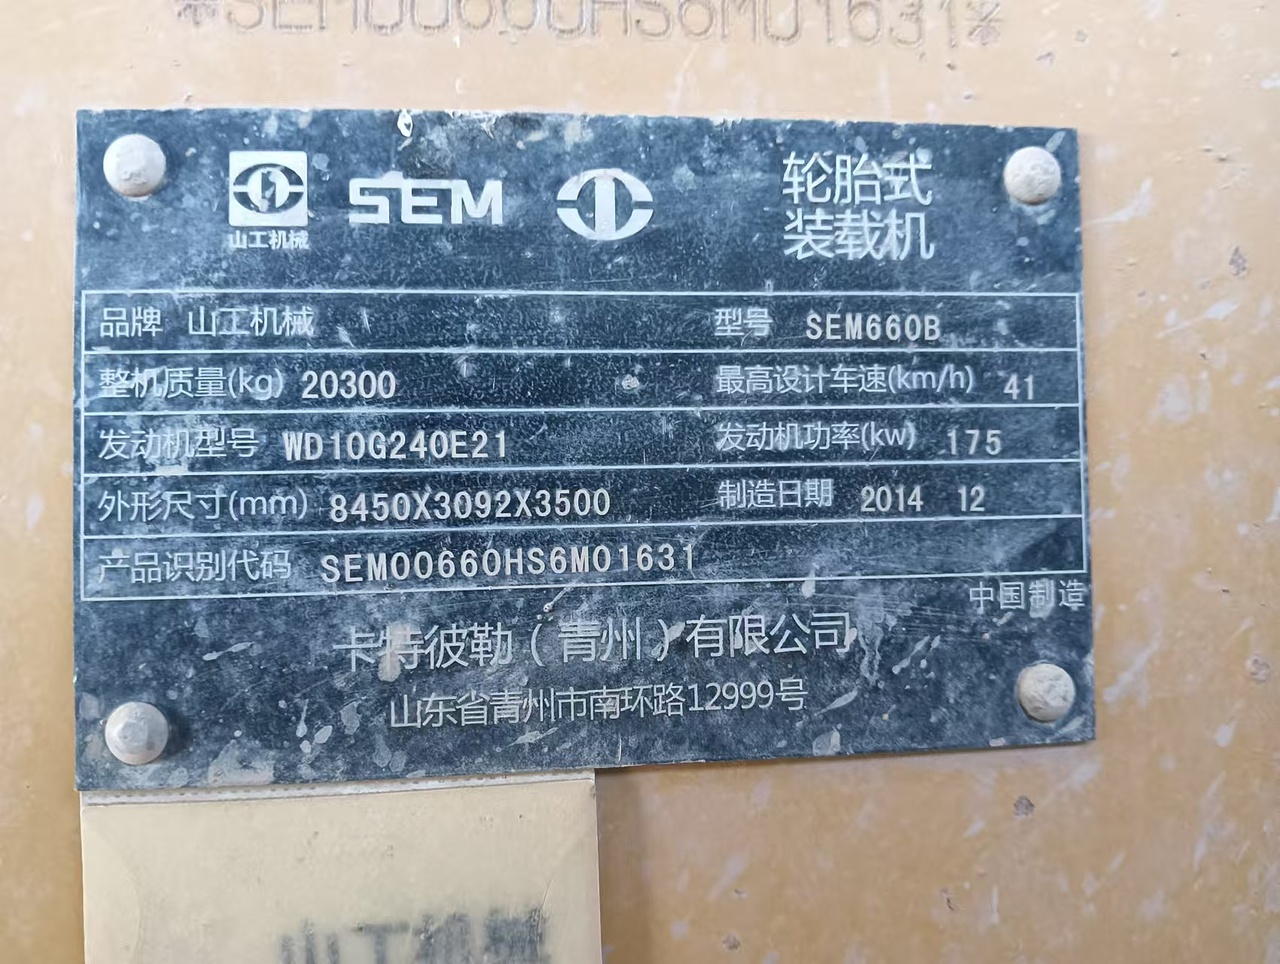 *SEM00660HS6M01631*
山工机械 SEM 轮胎式
装载机
品牌 山工机械 型号 SEM660B
整机质量(kg) 20300 最高设计车速(km/h) 41
发动机型号 WD10G240E21 发动机功率(kw) 175
外形尺寸(mm) 8450X3092X3500 制造日期 2014 12
产品识别代码 SEM00660HS6M01631
中国制造
卡特彼勒(青州)有限公司
山东省青州市南环路12999号
山工机械